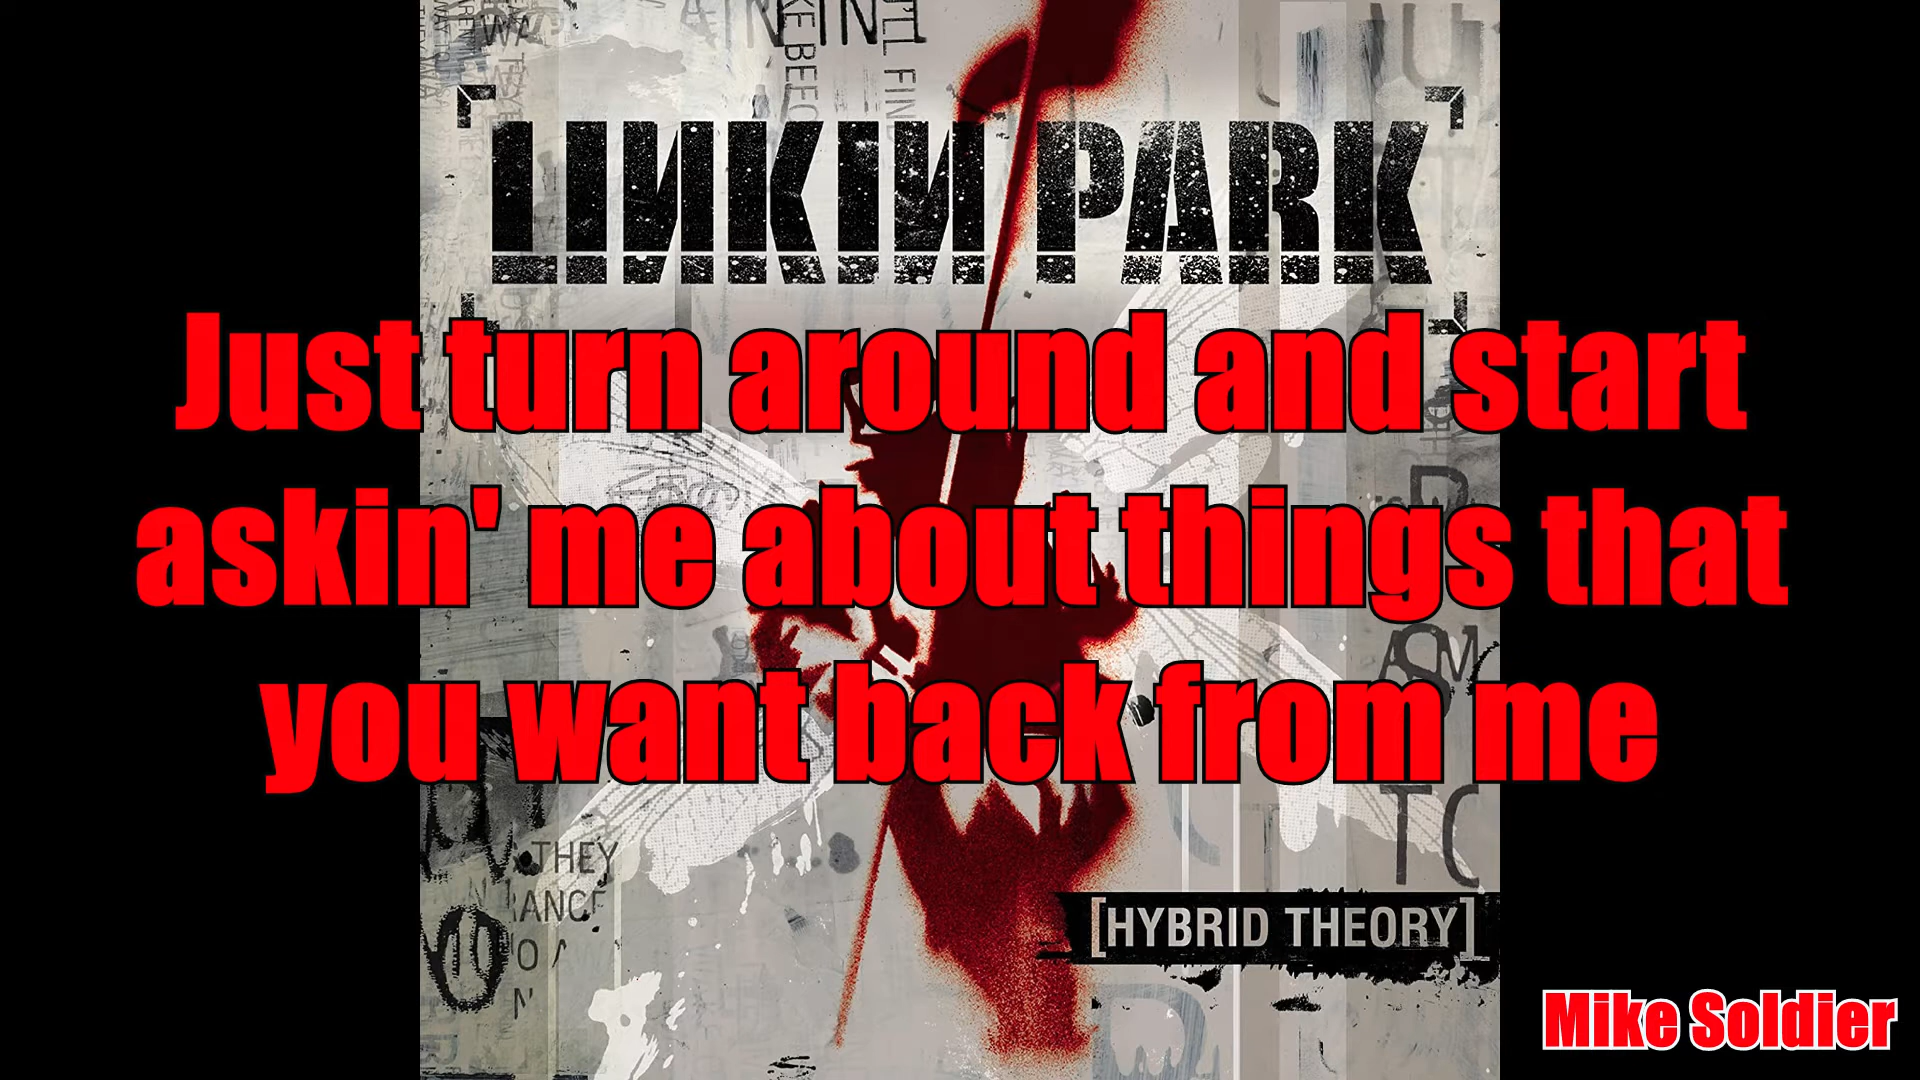 LINKIN PARK
Just turn around and start
askin' me about things that
you want back from me
THEY
[HYBRID THEORY]
Mike Soldier